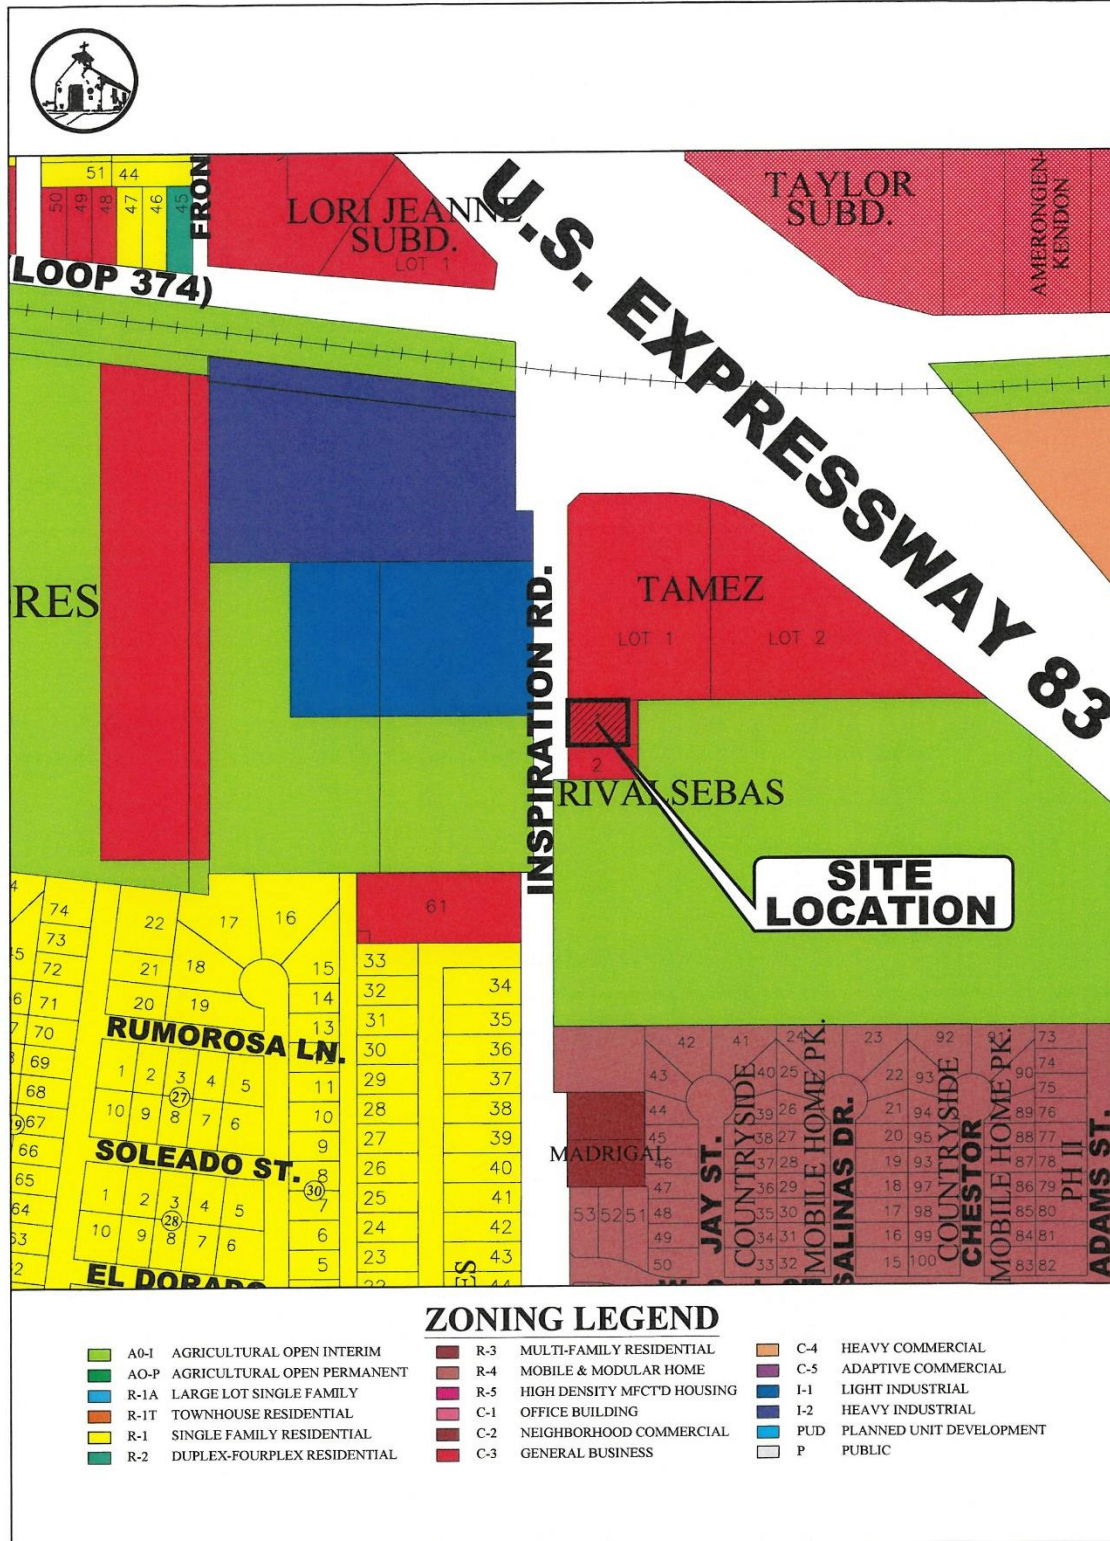 51 44
50 49 48 47 46 45
FRON
LORI JEANNE
SUBD.
LOT 1
(LOOP 374)
U.S. EXPRESSWAY 83
TAYLOR
SUBD.
AMERONGEN-
KENDON
RES
TAMEZ
LOT 1
LOT 2
INSPIRATION RD.
2
RIVALSEBAS
SITE
LOCATION
61
74
73
72
71
70
69
68
67
66
65
64
63
22 17 16
21 18 15
20 19 14
13
RUMOROSA LN.
1 2 3 4 5
27
10 9 8 7 6
11
10
9
8
7
6
5
SOLEADO ST.
30
1 2 3 4 5
28
10 9 8 7 6
EL DORADO
33
32
31
30
29
28
27
26
25
24
23
22
34
35
36
37
38
39
40
41
42
43
44
ES
MADRIGAL
42 41 24 23 92 91 73
43 40 25 22 93 90 74
75
44 39 26 21 94 89 76
45 38 27 20 95 88 77
46 37 28 19 93 87 78
47 36 29 18 97 86 79
53 52 51 48 35 30 17 98 85 80
49 34 31 16 99 84 81
50 33 32 15 100 83 82
JAY ST.
COUNTRYSIDE
MOBILE HOME PK.
SALINAS DR.
COUNTRYSIDE
CHESTOR
MOBILE HOME PK.
PH II
ADAMS ST.
ZONING LEGEND
A0-I AGRICULTURAL OPEN INTERIM
AO-P AGRICULTURAL OPEN PERMANENT
R-1A LARGE LOT SINGLE FAMILY
R-1T TOWNHOUSE RESIDENTIAL
R-1 SINGLE FAMILY RESIDENTIAL
R-2 DUPLEX-FOURPLEX RESIDENTIAL
R-3 MULTI-FAMILY RESIDENTIAL
R-4 MOBILE & MODULAR HOME
R-5 HIGH DENSITY MFCT'D HOUSING
C-1 OFFICE BUILDING
C-2 NEIGHBORHOOD COMMERCIAL
C-3 GENERAL BUSINESS
C-4 HEAVY COMMERCIAL
C-5 ADAPTIVE COMMERCIAL
I-1 LIGHT INDUSTRIAL
I-2 HEAVY INDUSTRIAL
PUD PLANNED UNIT DEVELOPMENT
P PUBLIC